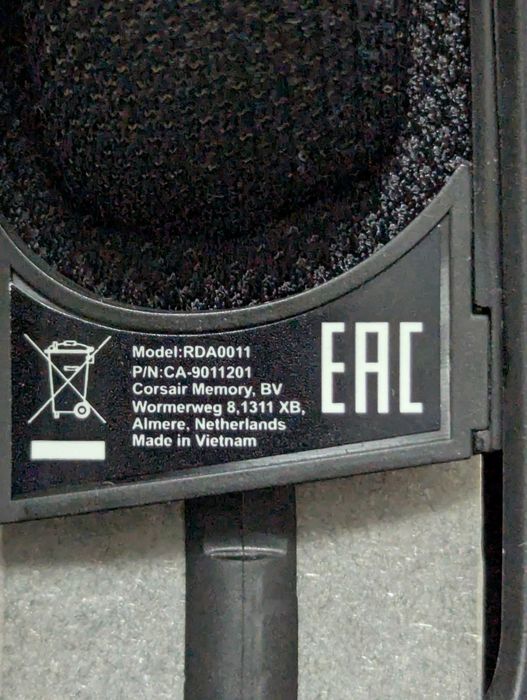 Model:RDA0011
P/N:CA-9011201
Corsair Memory, BV
Wormerweg 8,1311 XB,
Almere, Netherlands
Made in Vietnam
EAC